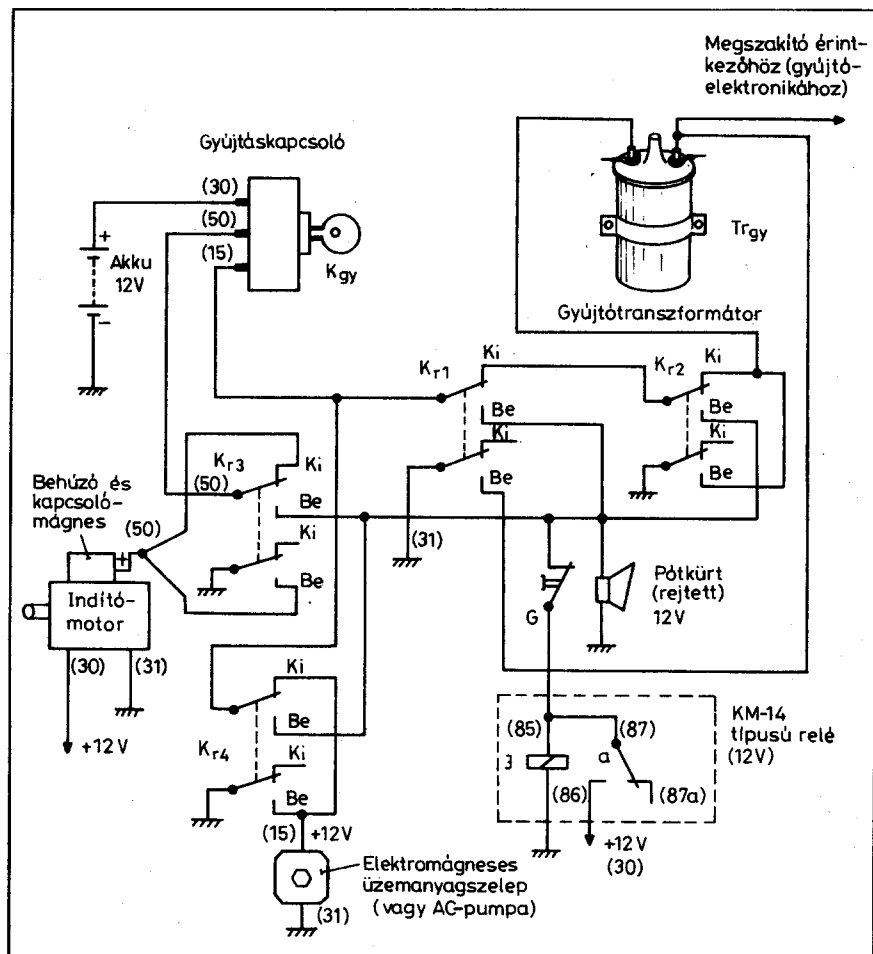 Megszakító érint-
kezőhöz (gyújtó-
elektronikához)
Gyújtáskapcsoló
(30)
(50)
(15)
+
Akku
12V
−
Kgy
Trgy
Gyújtótranszformátor
Kr1
Ki
Be
Ki
Be
(31)
Kr2
Ki
Be
Ki
Be
Kr3
(50)
Ki
Be
Ki
Be
Behúzó és
kapcsoló-
mágnes
(50)
+
Indító-
motor
(30)
(31)
+12V
Kr4
Ki
Be
Ki
Be
(15)
+12V
Elektromágneses
üzemanyagszelep
(vagy AC-pumpa)
(31)
G
Pótkürt
(rejtett)
12V
KM-14
típusú relé
(12V)
(85)
(87)
a
(86)
(87a)
+12V
(30)